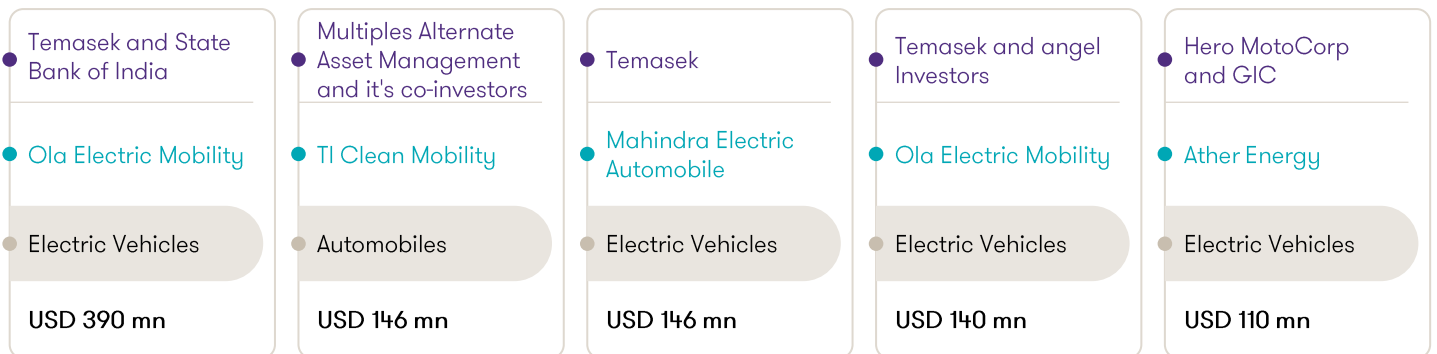 Temasek and State
Bank of India
Ola Electric Mobility
Electric Vehicles
USD 390 mn
Multiples Alternate
Asset Management
and it's co-investors
TI Clean Mobility
Automobiles
USD 146 mn
Temasek
Mahindra Electric
Automobile
Electric Vehicles
USD 146 mn
Temasek and angel
Investors
Ola Electric Mobility
Electric Vehicles
USD 140 mn
Hero MotoCorp
and GIC
Ather Energy
Electric Vehicles
USD 110 mn